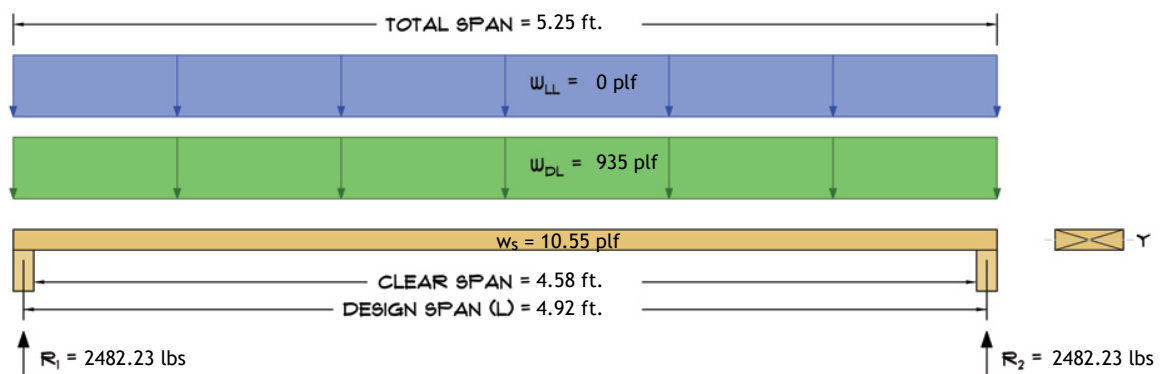 TOTAL SPAN = 5.25 ft.
WLL = 0 plf
WDL = 935 plf
ws = 10.55 plf
Y
CLEAR SPAN = 4.58 ft.
DESIGN SPAN (L) = 4.92 ft.
R1 = 2482.23 lbs
R2 = 2482.23 lbs